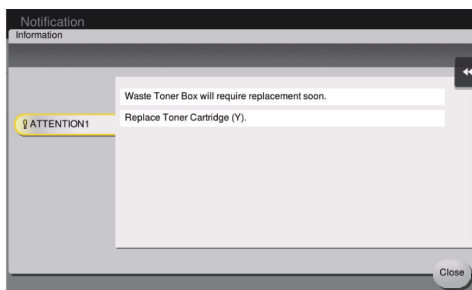 Notification
Information
Waste Toner Box will require replacement soon.
ATTENTION1
Replace Toner Cartridge (Y).
Close